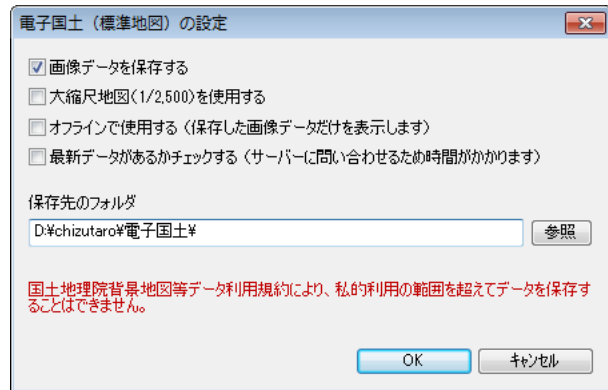 電子国土（標準地図）の設定
画像データを保存する
大縮尺地図(1/2,500)を使用する
オフラインで使用する（保存した画像データだけを表示します）
最新データがあるかチェックする（サーバーに問い合わせるため時間がかかります）
保存先のフォルダ
D:¥chizutaro¥電子国土¥
参照
国土地理院背景地図等データ利用規約により、私的利用の範囲を超えてデータを保存す
ることはできません。
OK
キャンセル